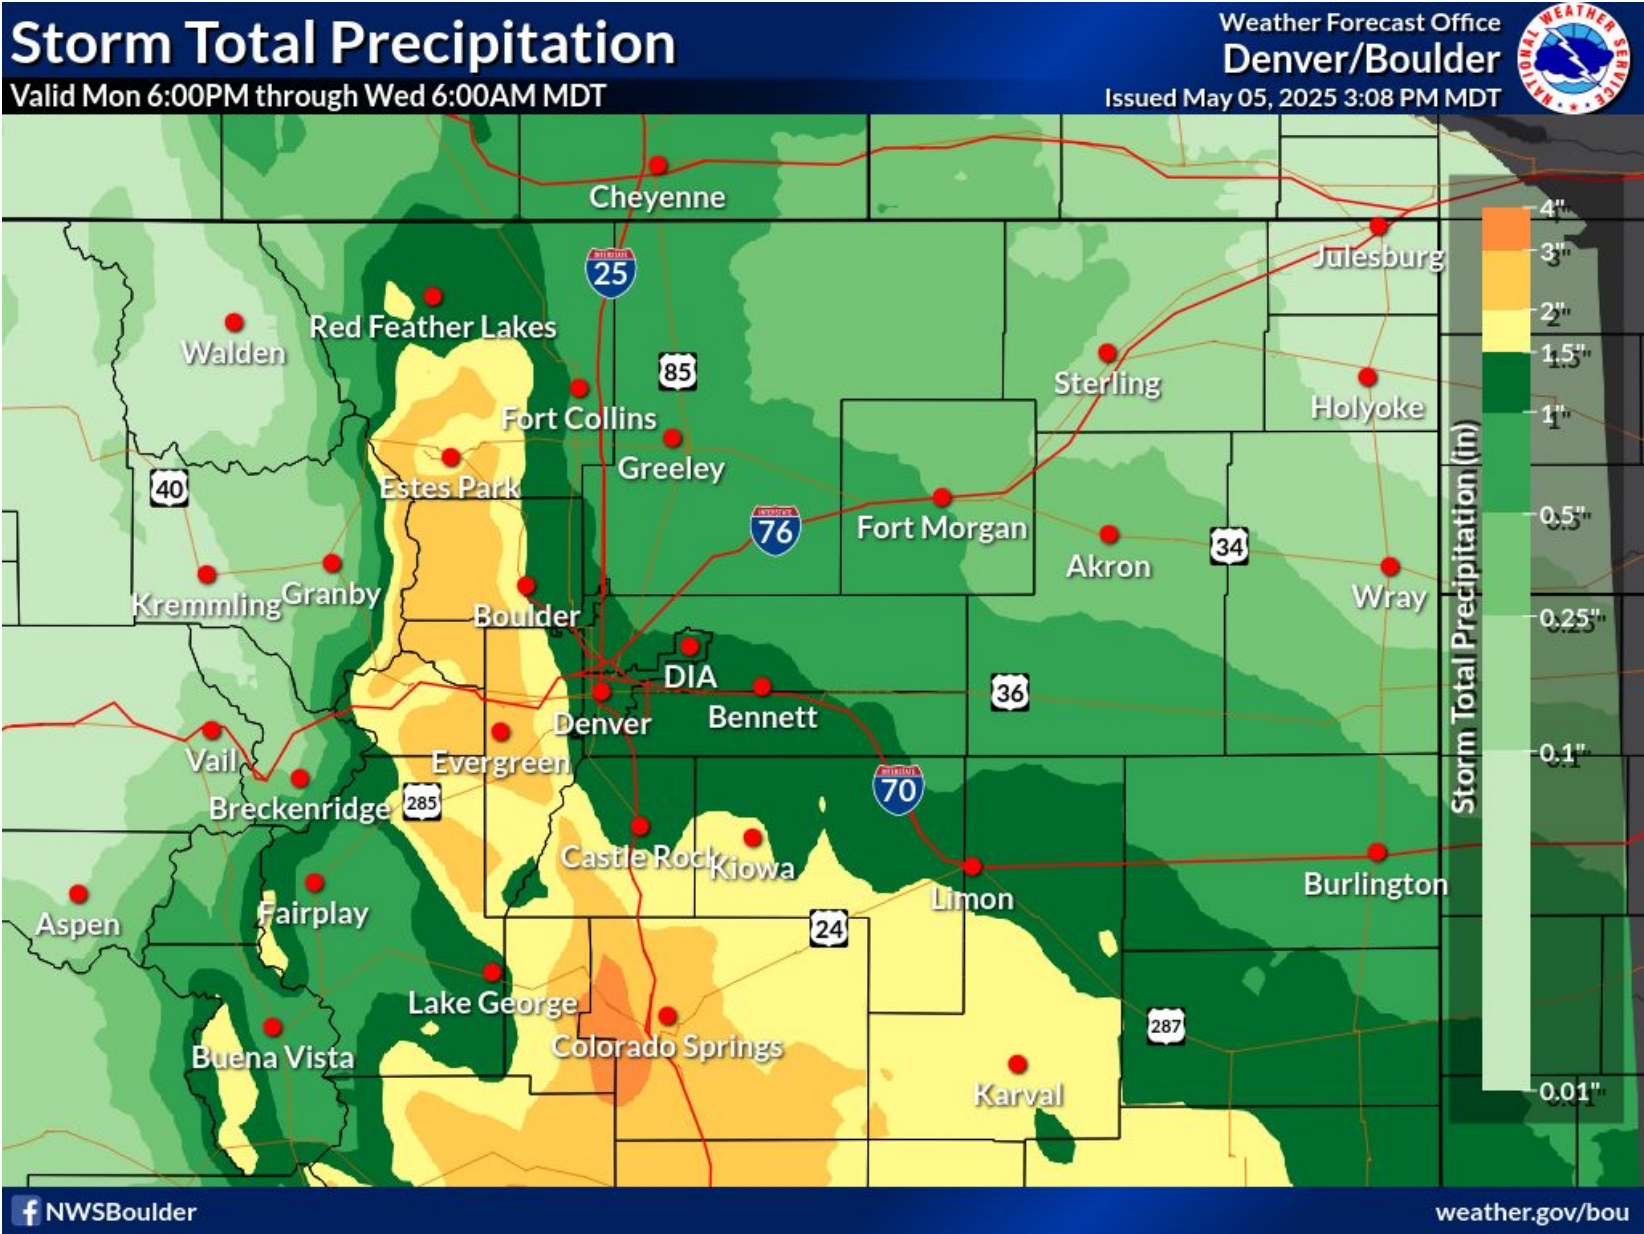 Storm Total Precipitation
Valid Mon 6:00PM through Wed 6:00AM MDT
Weather Forecast Office
Denver/Boulder
Issued May 05, 2025 3:08 PM MDT
NATIONAL WEATHER SERVICE
Cheyenne
Julesburg
INTERSTATE
25
Red Feather Lakes
Walden
85
Sterling
Holyoke
Fort Collins
Greeley
Estes Park
40
INTERSTATE
76
Fort Morgan
Akron
34
Wray
Kremmling
Granby
Boulder
DIA
Denver
Bennett
36
Vail
Evergreen
Breckenridge
285
INTERSTATE
70
Castle Rock
Kiowa
Limon
Burlington
Aspen
Fairplay
24
Lake George
Buena Vista
Colorado Springs
287
Karval
Storm Total Precipitation (in)
4"
3"
2"
1.5"
1"
0.5"
0.25"
0.1"
0.01"
NWSBoulder
weather.gov/bou